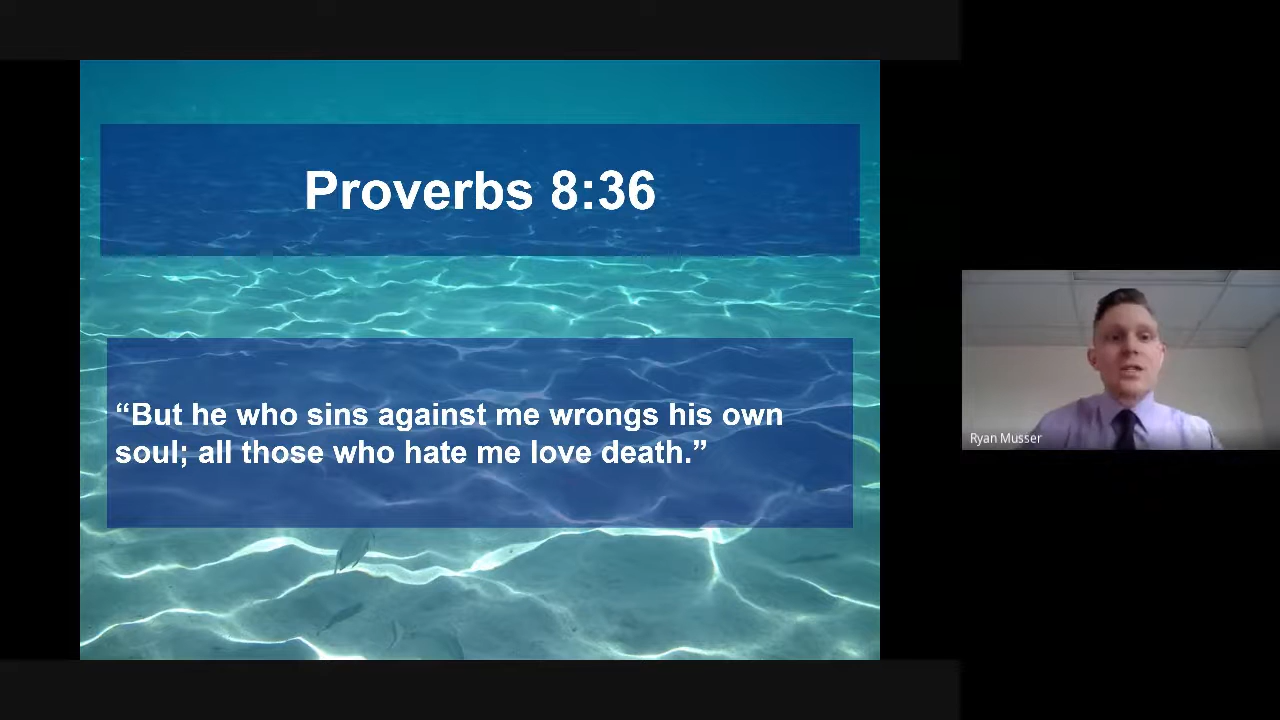 Proverbs 8:36
“But he who sins against me wrongs his own
soul; all those who hate me love death.”
Ryan Musser